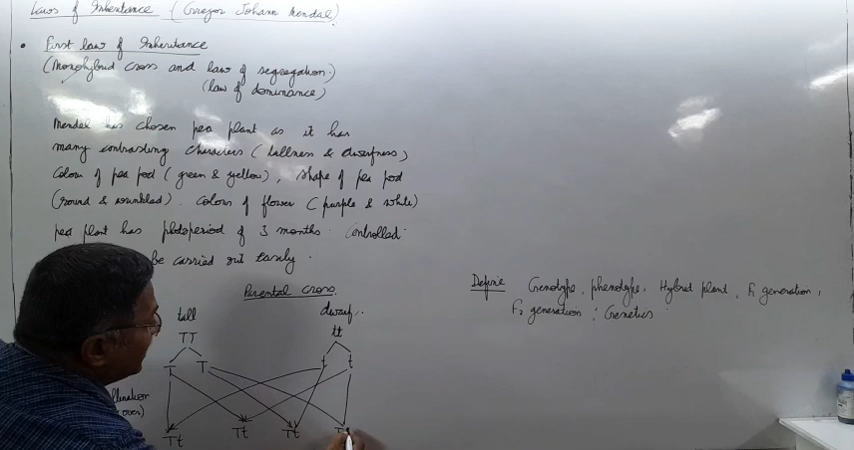 Laws of Inheritance (Gregor Johann Mendal)
• First law of Inheritance
(Monohybrid cross and law of segregation.)
(law of dominance)
Mendel has chosen pea plant as it has
many contrasting characters (tallness & dwarfness)
Colour of pea pod (green & yellow), shape of pea pod
(round & wrinkled). Colour of flower (purple & white)
pea plant has photoperiod of 3 months. Controlled
be carried out easily.
Parental cross
tall dwarf
TT tt
T T t t
over)
Tt Tt Tt
Define Genotype, phenotype, Hybrid plant, F1 generation,
F2 generation, Genetics